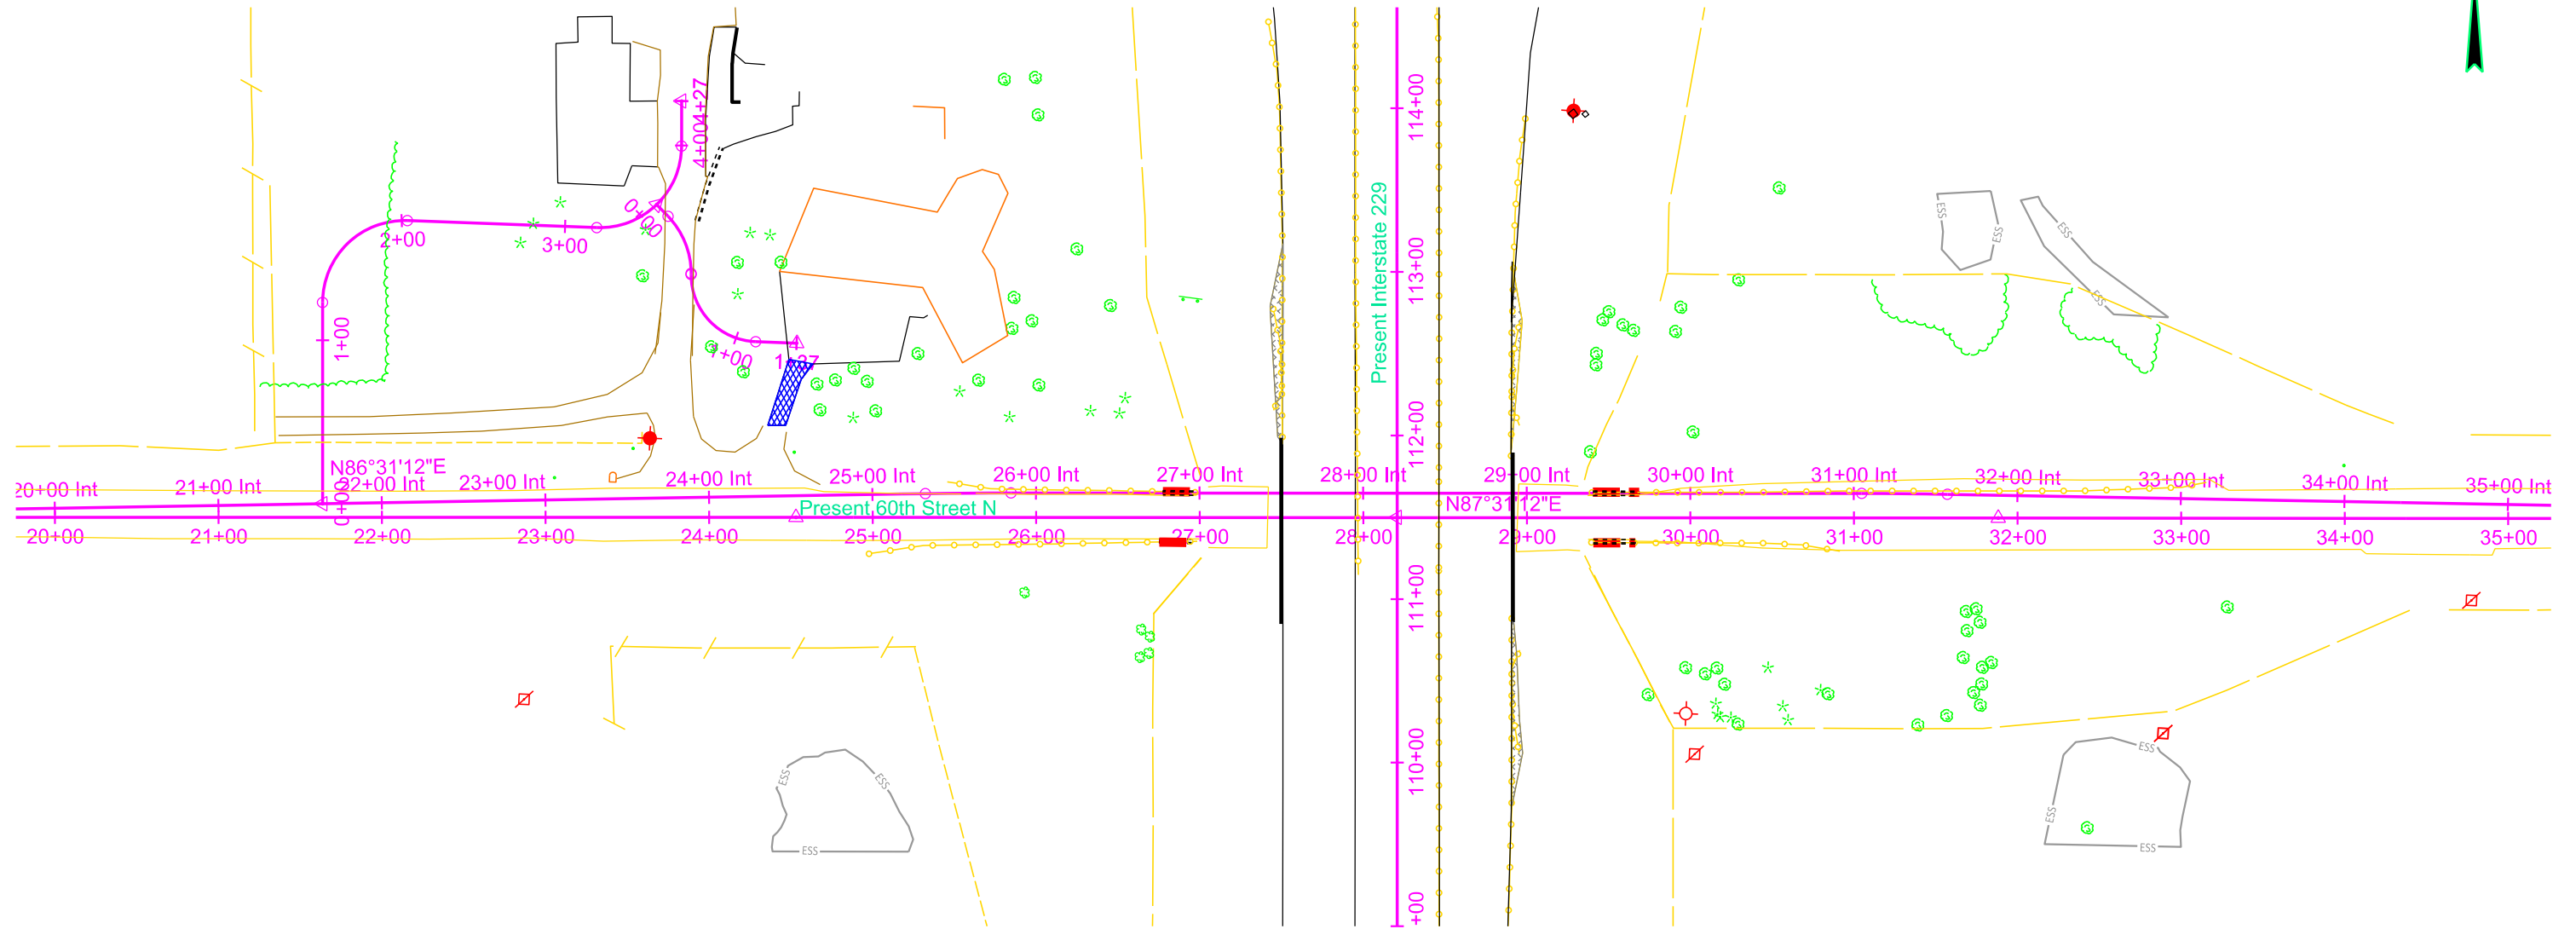 114+00
4+27
4+00
Present Interstate 229
ESS
ESS
ESS
ESS
0+00
2+00
3+00
113+00
1+00
1+00
1+37
112+00
N86°31'12"E
20+00 Int
21+00 Int
22+00 Int
23+00 Int
24+00 Int
25+00 Int
26+00 Int
27+00 Int
28+00 Int
29+00 Int
30+00 Int
31+00 Int
32+00 Int
33+00 Int
34+00 Int
35+00 Int
0+00
Present 60th Street N
N87°31'12"E
20+00
21+00
22+00
23+00
24+00
25+00
26+00
27+00
28+00
29+00
30+00
31+00
32+00
33+00
34+00
35+00
111+00
110+00
ESS
ESS
ESS
ESS
ESS
ESS
+00